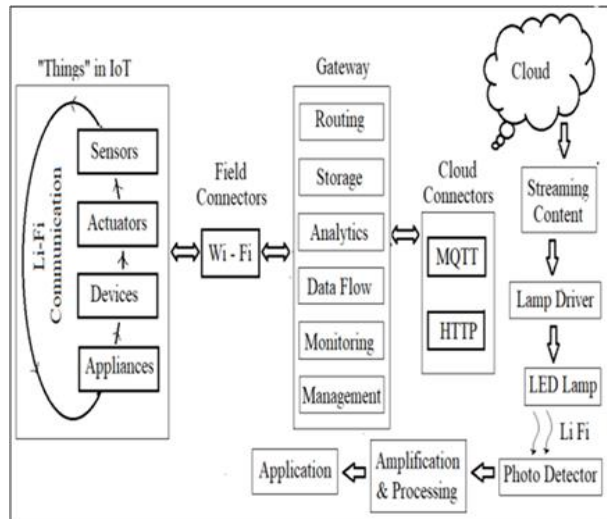 "Things" in IoT
Li-Fi
Communication
Sensors
Actuators
Devices
Appliances
Field
Connectors
Wi - Fi
Gateway
Routing
Storage
Analytics
Data Flow
Monitoring
Management
Cloud
Connectors
MQTT
HTTP
Cloud
Streaming
Content
Lamp Driver
LED Lamp
Li Fi
Photo Detector
Amplification
& Processing
Application